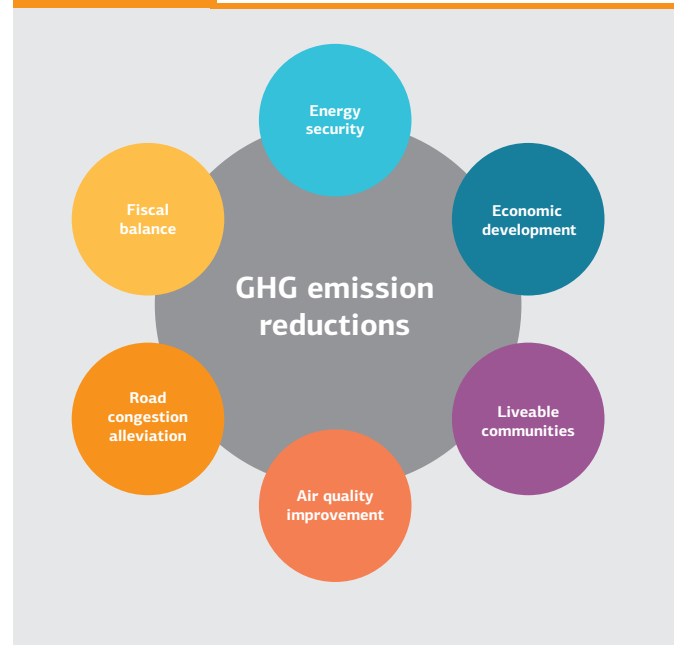 Energy
security
Fiscal
balance
Economic
development
GHG emission
reductions
Road
congestion
alleviation
Liveable
communities
Air quality
improvement